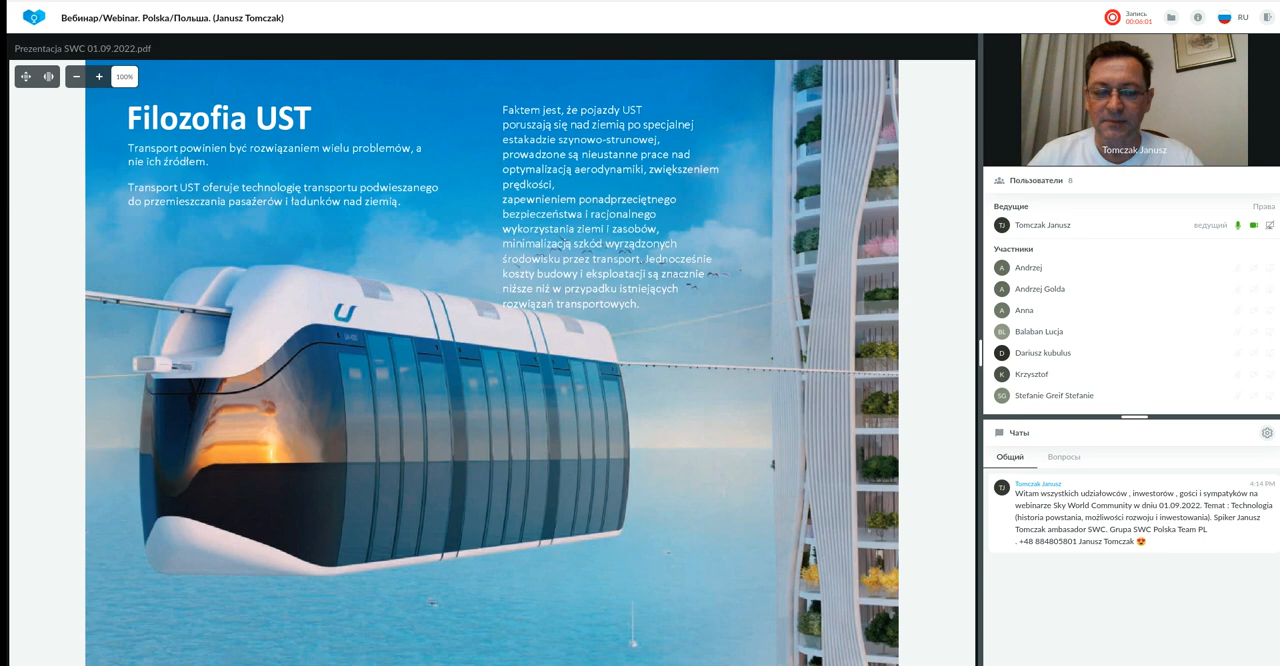 Вебинар/Webinar. Polska/Польша. (Janusz Tomczak)
Запись
00:06:01
RU
Prezentacja SWC 01.09.2022.pdf
100%
Filozofia UST
Transport powinien być rozwiązaniem wielu problemów, a
nie ich źródłem.
Transport UST oferuje technologię transportu podwieszanego
do przemieszczania pasażerów i ładunków nad ziemią.
Faktem jest, że pojazdy UST
poruszają się nad ziemią po specjalnej
estakadzie szynowo-strunowej,
prowadzone są nieustanne prace nad
optymalizacją aerodynamiki, zwiększeniem
prędkości,
zapewnieniem ponadprzeciętnego
bezpieczeństwa i racjonalnego
wykorzystania ziemi i zasobów,
minimalizacją szkód wyrządzonych
środowisku przez transport. Jednocześnie
koszty budowy i eksploatacji są znacznie
niższe niż w przypadku istniejących
rozwiązań transportowych.
Tomczak Janusz
Пользователи 8
Ведущие
Права
TJ Tomczak Janusz ведущий
Участники
A Andrzej
A Andrzej Golda
A Anna
BL Balaban Lucja
D Dariusz kubulus
K Krzysztof
SG Stefanie Greif Stefanie
Чаты
Общий Вопросы
TJ Tomczak Janusz 4:14 PM
Witam wszystkich udziałowców , inwestorów , gości i sympatyków na
webinarze Sky World Community w dniu 01.09.2022. Temat : Technologia
(historia powstania, możliwości rozwoju i inwestowania). Spiker Janusz
Tomczak ambasador SWC. Grupa SWC Polska Team PL
. +48 884805801 Janusz Tomczak 😍